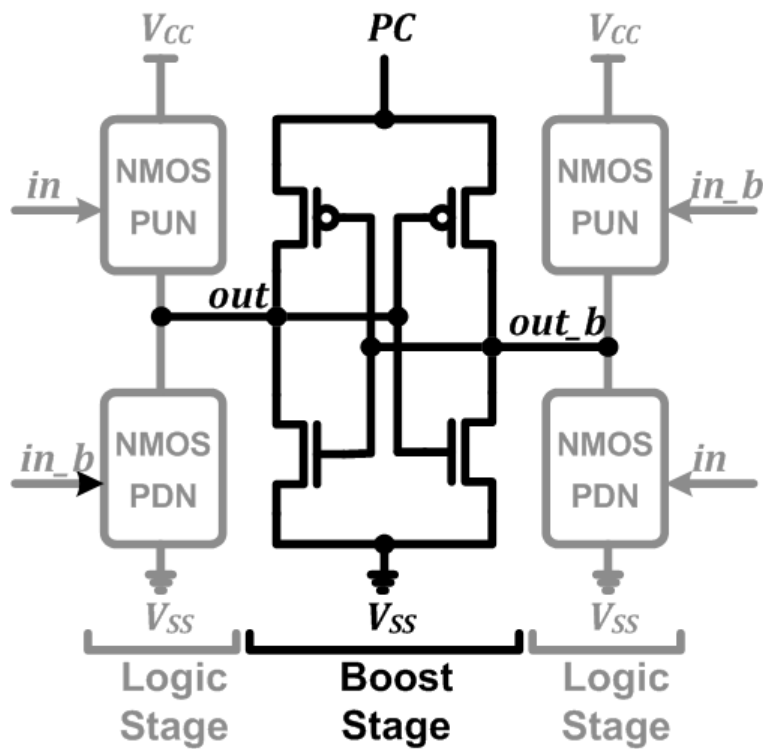 V_CC
PC
V_CC
NMOS
PUN
in
NMOS
PUN
in_b
out
out_b
NMOS
PDN
in_b
NMOS
PDN
in
V_SS
V_SS
V_SS
Logic
Stage
Boost
Stage
Logic
Stage